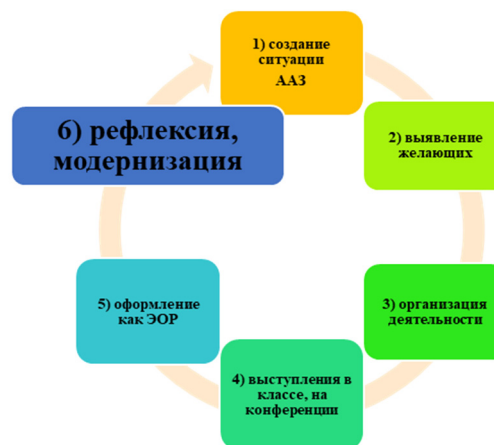 1) создание
ситуации
ААЗ
2) выявление
желающих
3) организация
деятельности
4) выступления в
классе, на
конференции
5) оформление
как ЭОР
6) рефлексия,
модернизация